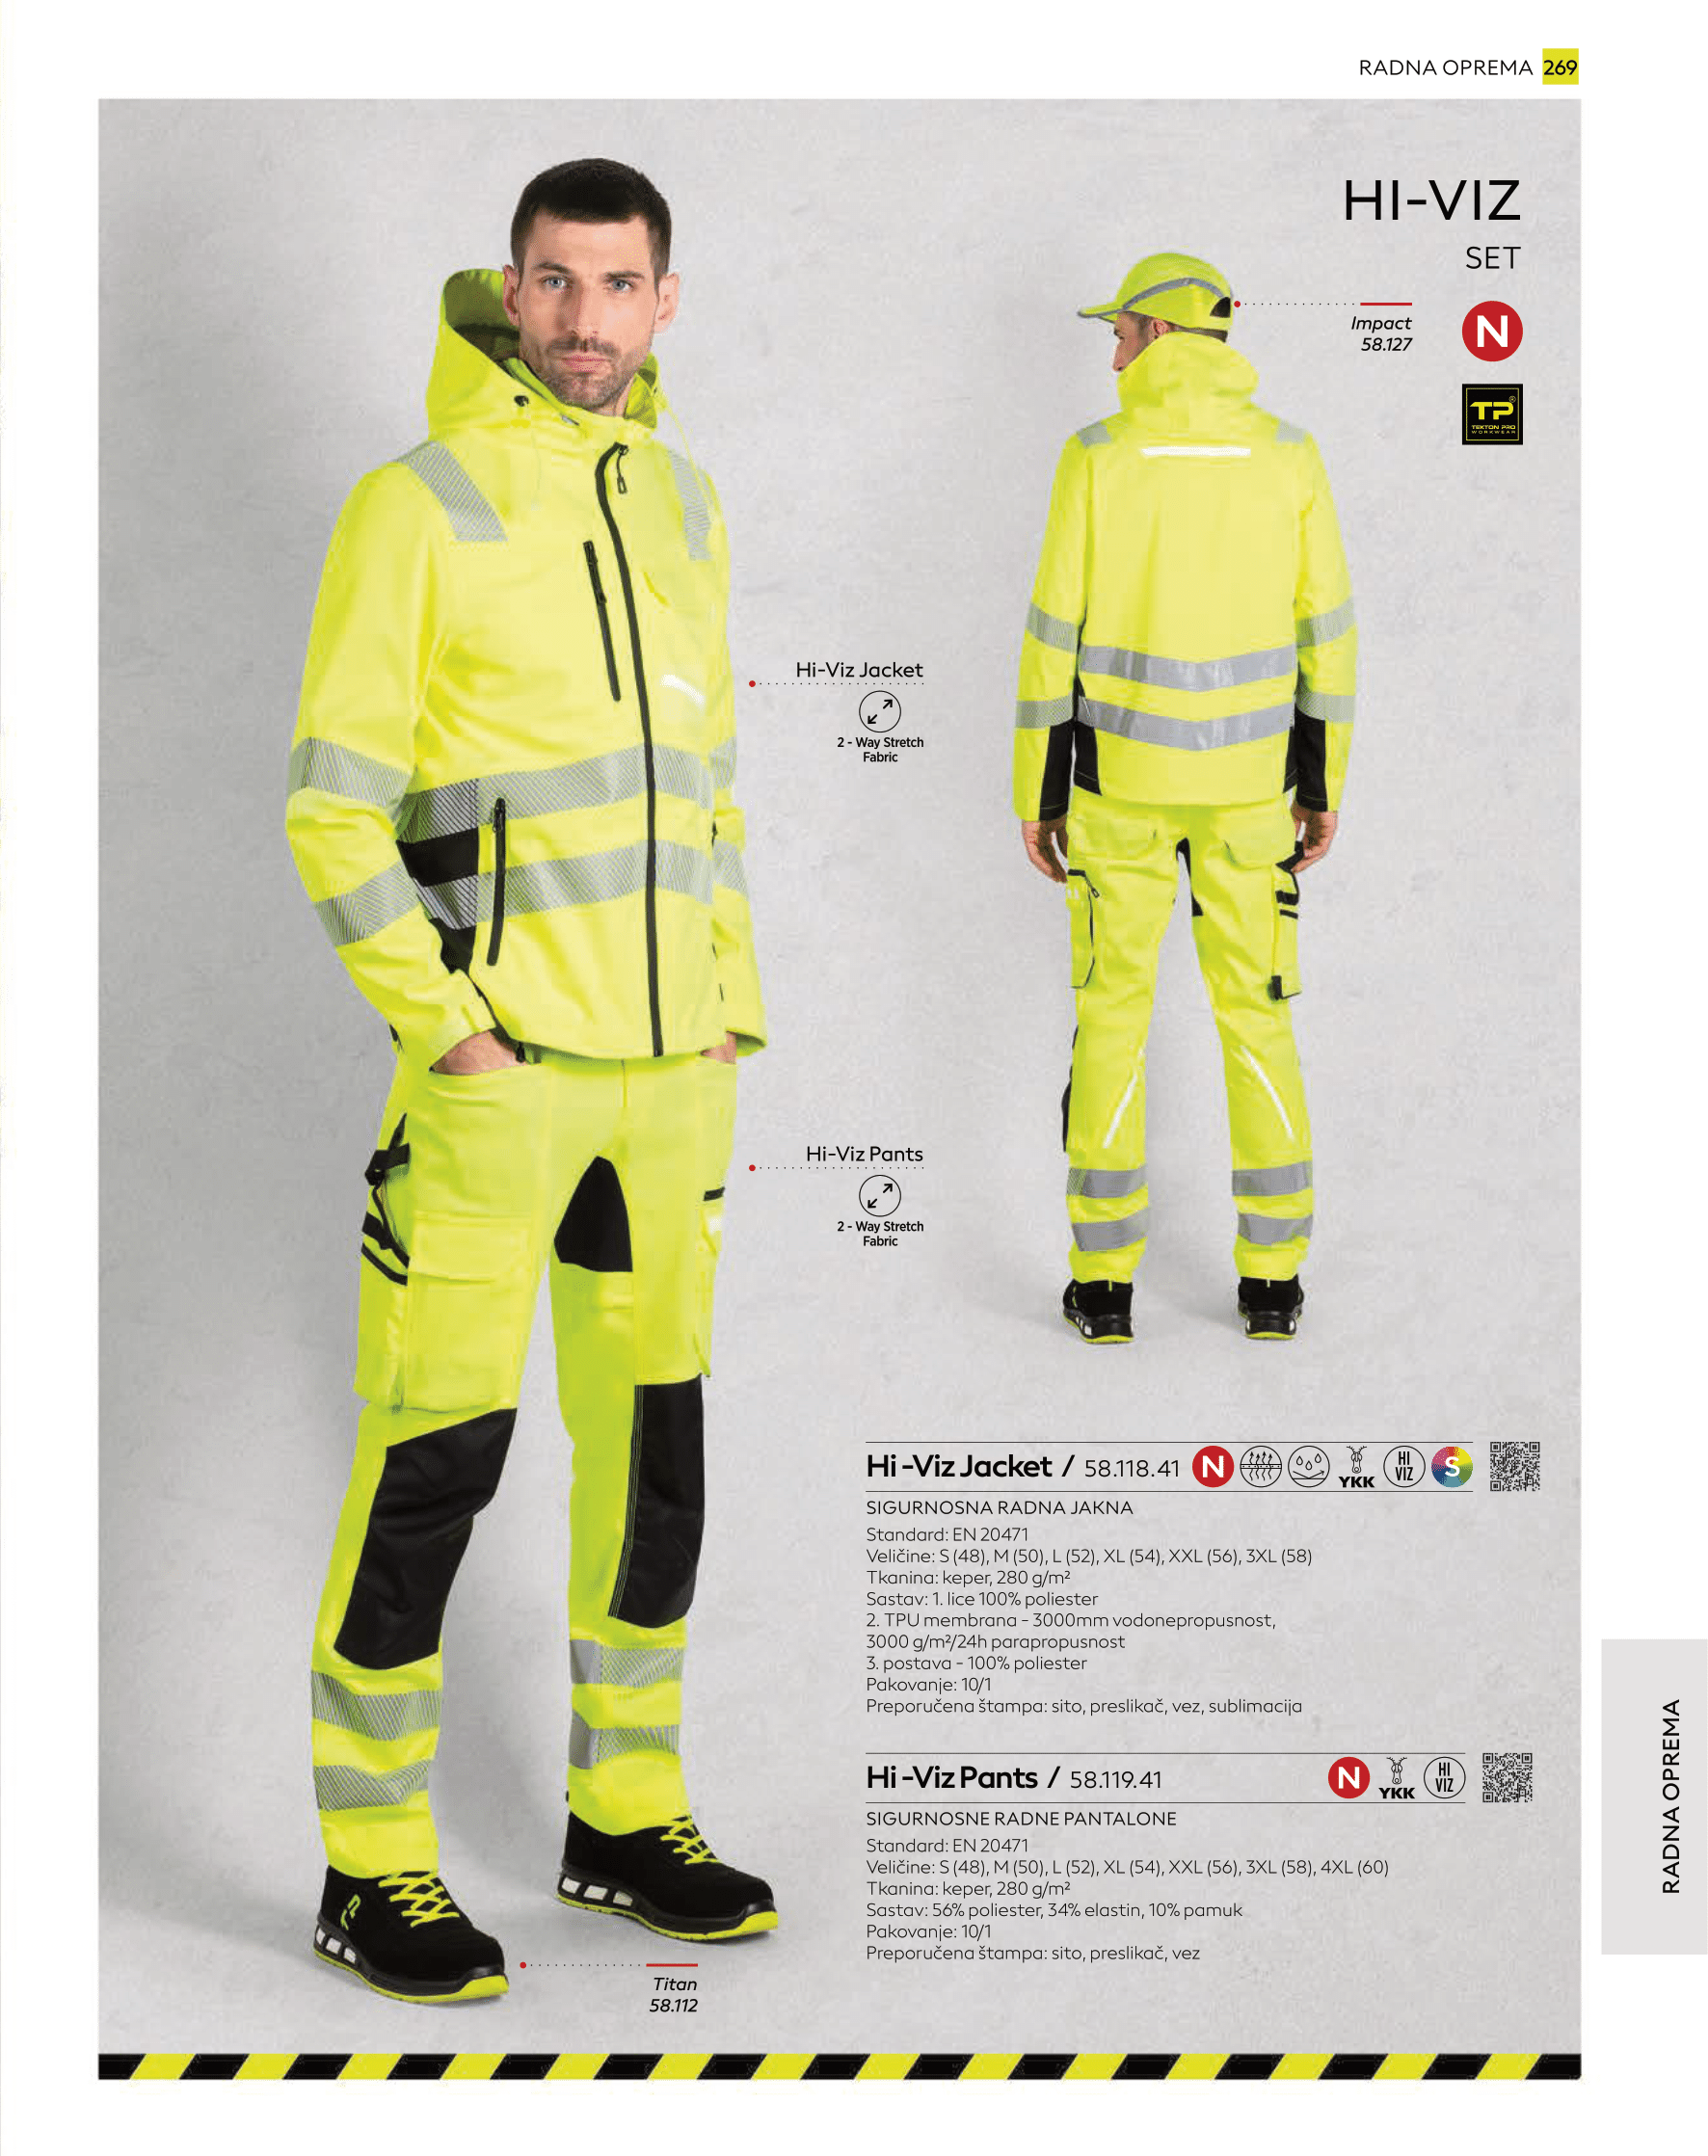 RADNA OPREMA 269
HI-VIZ
SET
Impact
58.127
N
TP®
TEKTON PRO
WORKWEAR
Hi-Viz Jacket
2 - Way Stretch
Fabric
Hi-Viz Pants
2 - Way Stretch
Fabric
Hi-Viz Jacket / 58.118.41 N YKK HI VIZ S
SIGURNOSNA RADNA JAKNA
Standard: EN 20471
Veličine: S (48), M (50), L (52), XL (54), XXL (56), 3XL (58)
Tkanina: keper, 280 g/m²
Sastav: 1. lice 100% poliester
2. TPU membrana - 3000mm vodonepropusnost,
3000 g/m²/24h parapropusnost
3. postava - 100% poliester
Pakovanje: 10/1
Preporučena štampa: sito, preslikač, vez, sublimacija
Hi-Viz Pants / 58.119.41 N YKK HI VIZ
SIGURNOSNE RADNE PANTALONE
Standard: EN 20471
Veličine: S (48), M (50), L (52), XL (54), XXL (56), 3XL (58), 4XL (60)
Tkanina: keper, 280 g/m²
Sastav: 56% poliester, 34% elastin, 10% pamuk
Pakovanje: 10/1
Preporučena štampa: sito, preslikač, vez
Titan
58.112
RADNA OPREMA